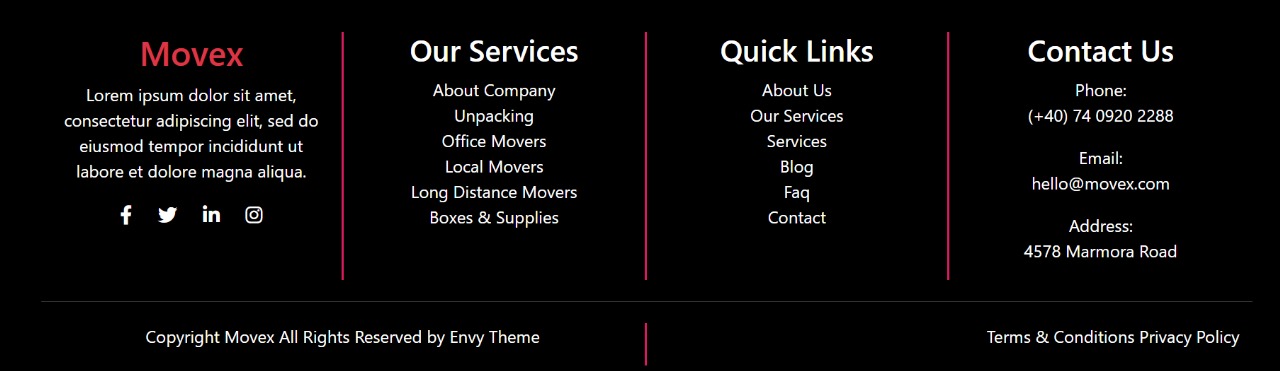 Movex
Lorem ipsum dolor sit amet,
consectetur adipiscing elit, sed do
eiusmod tempor incididunt ut
labore et dolore magna aliqua.
Our Services
About Company
Unpacking
Office Movers
Local Movers
Long Distance Movers
Boxes & Supplies
Quick Links
About Us
Our Services
Services
Blog
Faq
Contact
Contact Us
Phone:
(+40) 74 0920 2288
Email:
hello@movex.com
Address:
4578 Marmora Road
Copyright Movex All Rights Reserved by Envy Theme
Terms & Conditions Privacy Policy